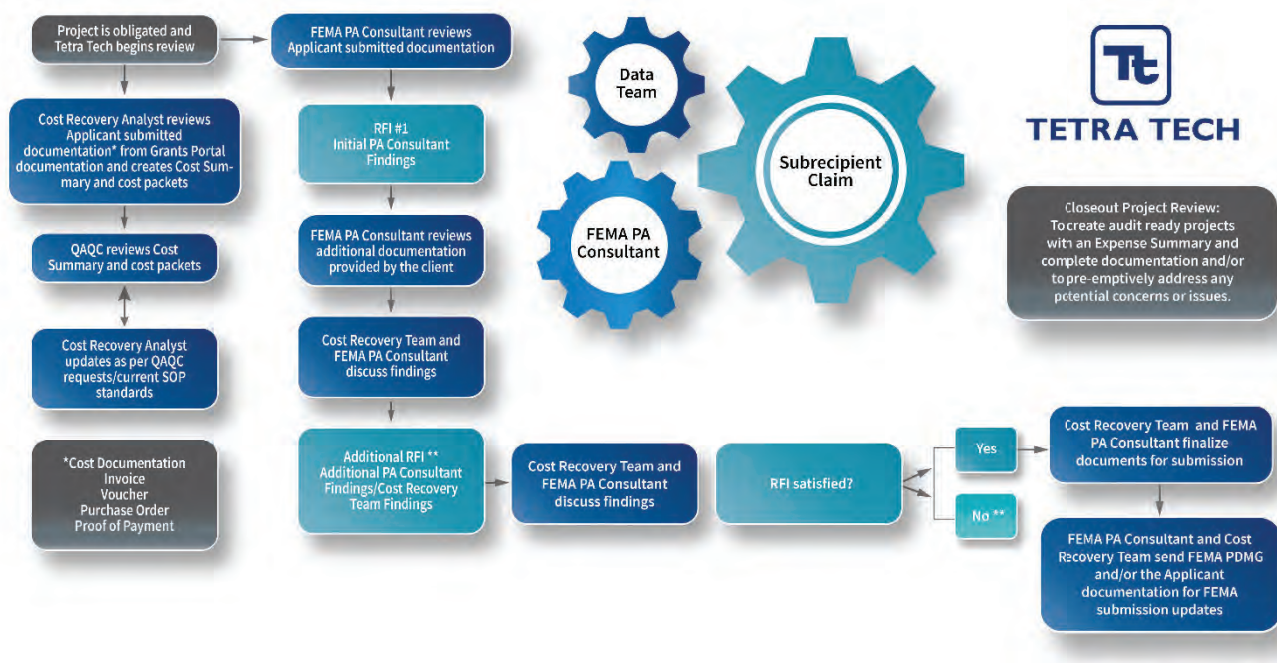 Project is obligated and
Tetra Tech begins review
FEMA PA Consultant reviews
Applicant submitted documentation
Cost Recovery Analyst reviews
Applicant submitted
documentation* from Grants Portal
documentation and creates Cost Sum-
mary and cost packets
QAQC reviews Cost
Summary and cost packets
Cost Recovery Analyst
updates as per QAQC
requests/current SOP
standards
*Cost Documentation
Invoice
Voucher
Purchase Order
Proof of Payment
RFI #1
Initial PA Consultant
Findings
FEMA PA Consultant reviews
additional documentation
provided by the client
Cost Recovery Team and
FEMA PA Consultant
discuss findings
Additional RFI **
Additional PA Consultant
Findings/Cost Recovery
Team Findings
Cost Recovery Team and
FEMA PA Consultant
discuss findings
RFI satisfied?
Yes
No **
Cost Recovery Team and FEMA
PA Consultant finalize
documents for submission
FEMA PA Consultant and Cost
Recovery Team send FEMA PDMG
and/or the Applicant
documentation for FEMA
submission updates
Data
Team
FEMA PA
Consultant
Subrecipient
Claim
Tt
TETRA TECH
Closeout Project Review:
To create audit ready projects
with an Expense Summary and
complete documentation and/or
to pre-emptively address any
potential concerns or issues.